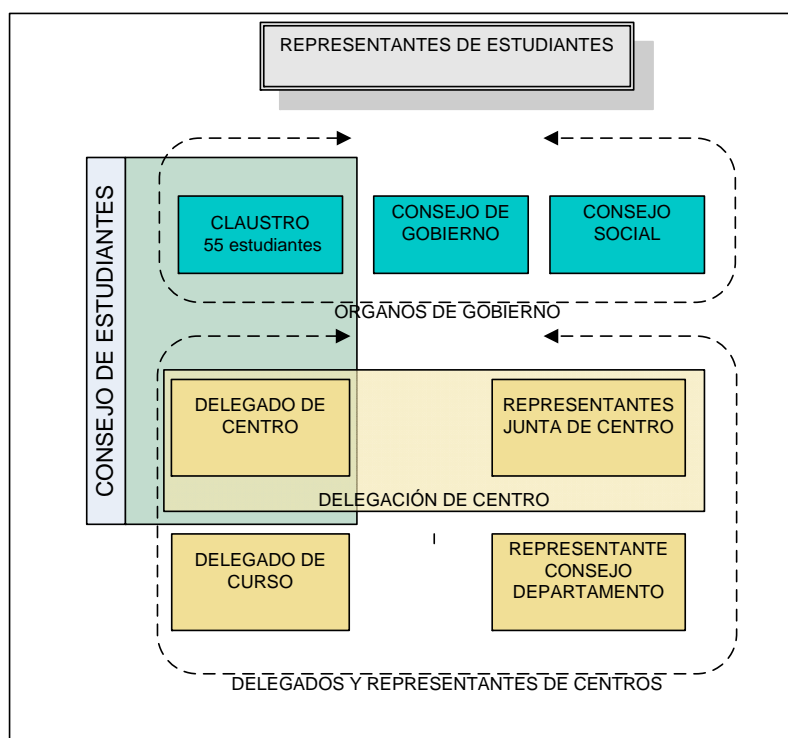 REPRESENTANTES DE ESTUDIANTES
CONSEJO DE ESTUDIANTES
CLAUSTRO
55 estudiantes
CONSEJO DE
GOBIERNO
CONSEJO
SOCIAL
ORGANOS DE GOBIERNO
DELEGADO DE
CENTRO
REPRESENTANTES
JUNTA DE CENTRO
DELEGACIÓN DE CENTRO
DELEGADO DE
CURSO
REPRESENTANTE
CONSEJO
DEPARTAMENTO
DELEGADOS Y REPRESENTANTES DE CENTROS